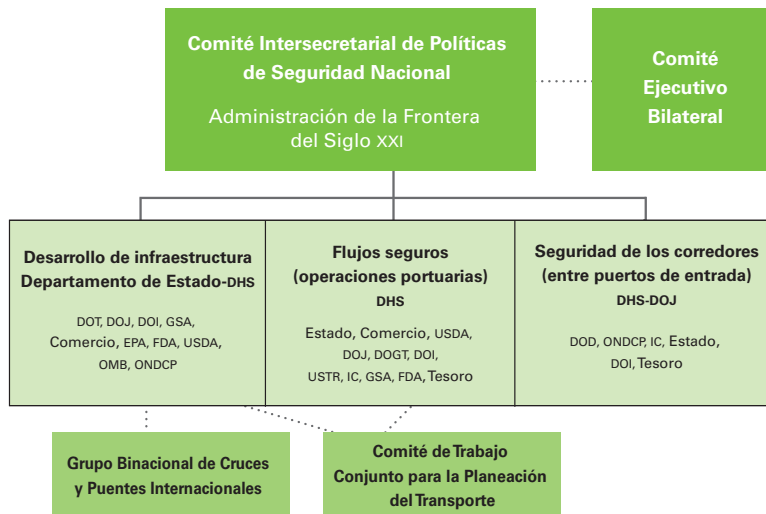 Comité Intersecretarial de Políticas
de Seguridad Nacional
Administración de la Frontera
del Siglo XXI
Comité
Ejecutivo
Bilateral
Desarrollo de infraestructura
Departamento de Estado-DHS
DOT, DOJ, DOI, GSA,
Comercio, EPA, FDA, USDA,
OMB, ONDCP
Flujos seguros
(operaciones portuarias)
DHS
Estado, Comercio, USDA,
DOJ, DOGT, DOI,
USTR, IC, GSA, FDA, Tesoro
Seguridad de los corredores
(entre puertos de entrada)
DHS-DOJ
DOD, ONDCP, IC, Estado,
DOI, Tesoro
Grupo Binacional de Cruces
y Puentes Internacionales
Comité de Trabajo
Conjunto para la Planeación
del Transporte